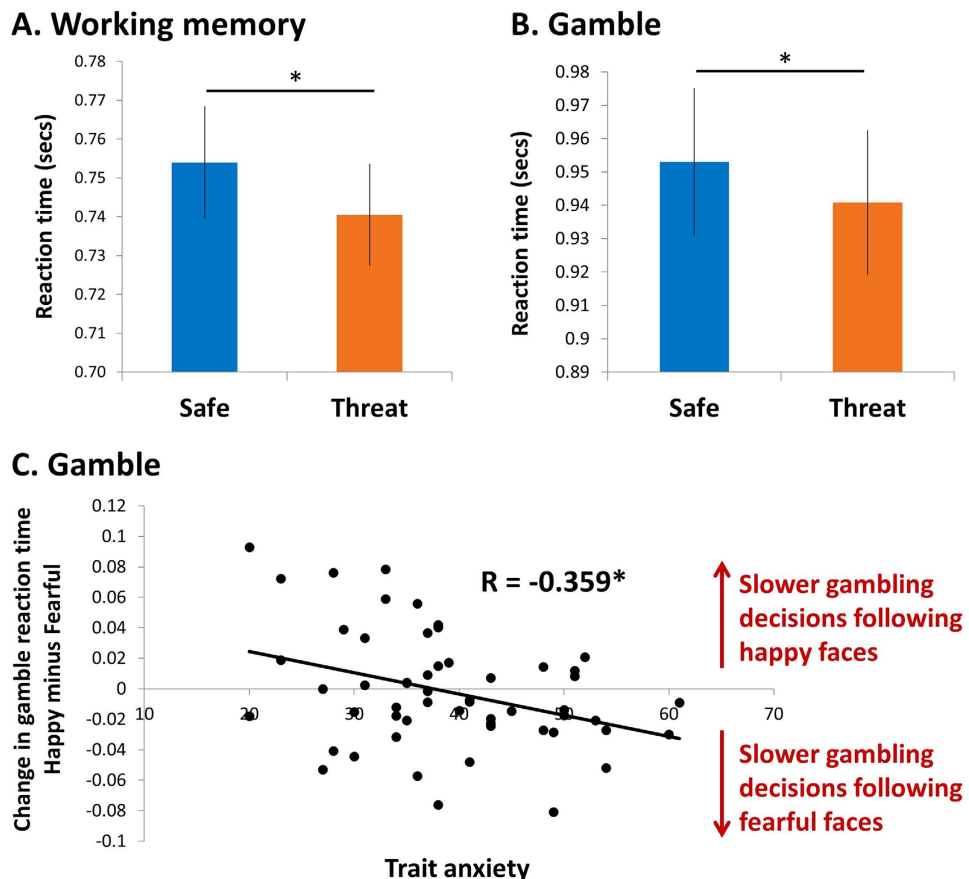 A. Working memory
0.78
0.77
0.76
0.75
0.74
0.73
0.72
0.71
0.70
Reaction time (secs)
*
Safe
Threat
B. Gamble
0.98
0.97
0.96
0.95
0.94
0.93
0.92
0.91
0.9
0.89
Reaction time (secs)
*
Safe
Threat
C. Gamble
Change in gamble reaction time
Happy minus Fearful
0.12
0.1
0.08
0.06
0.04
0.02
0
-0.02
-0.04
-0.06
-0.08
-0.1
10
20
30
40
50
60
70
R = -0.359*
Trait anxiety
Slower gambling
decisions following
happy faces
Slower gambling
decisions following
fearful faces